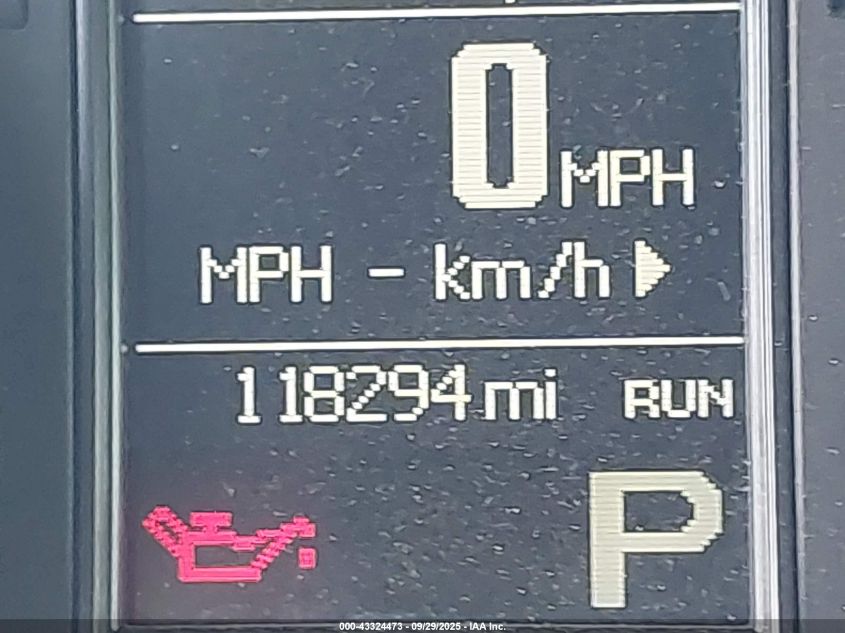 0 MPH
MPH - km/h
118294 mi RUN
P
000-43324473 - 09/29/2025 - IAA Inc.